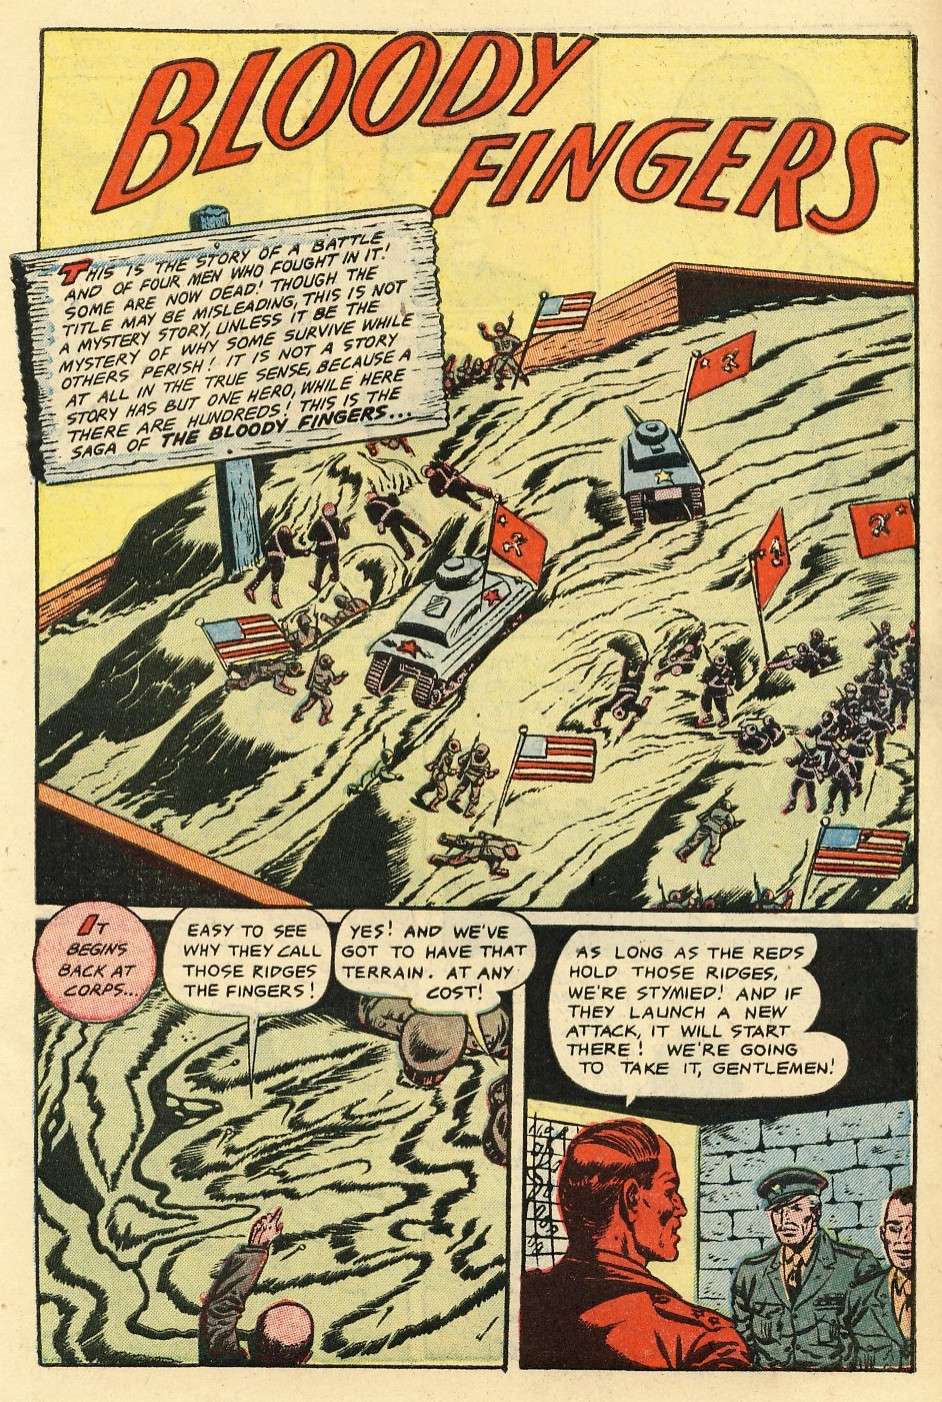 BLOODY
FINGERS
THIS IS THE STORY OF A BATTLE
AND OF FOUR MEN WHO FOUGHT IN IT!
SOME ARE NOW DEAD! THOUGH THE
TITLE MAY BE MISLEADING, THIS IS NOT
A MYSTERY STORY, UNLESS IT BE THE
MYSTERY OF WHY SOME SURVIVE WHILE
OTHERS PERISH! IT IS NOT A STORY
AT ALL IN THE TRUE SENSE, BECAUSE A
STORY HAS BUT ONE HERO, WHILE HERE
THERE ARE HUNDREDS! THIS IS THE
SAGA OF THE BLOODY FINGERS...
IT
BEGINS
BACK AT
CORPS...
EASY TO SEE
WHY THEY CALL
THOSE RIDGES
THE FINGERS!
YES! AND WE'VE
GOT TO HAVE THAT
TERRAIN. AT ANY
COST!
AS LONG AS THE REDS
HOLD THOSE RIDGES,
WE'RE STYMIED! AND IF
THEY LAUNCH A NEW
ATTACK, IT WILL START
THERE! WE'RE GOING
TO TAKE IT, GENTLEMEN!